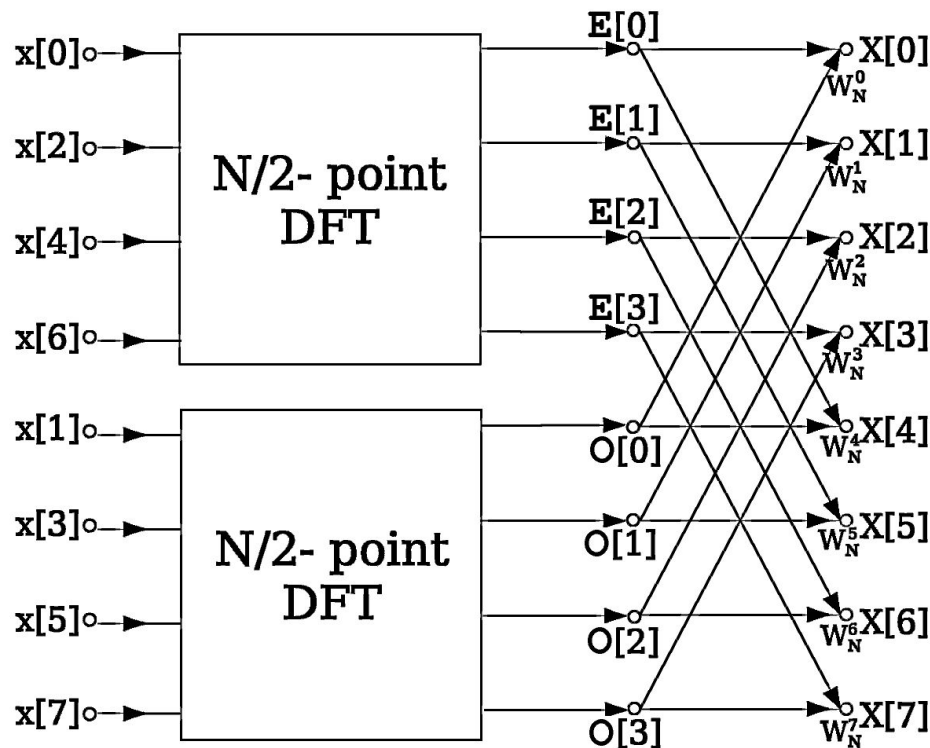 x[0]
x[2]
x[4]
x[6]
x[1]
x[3]
x[5]
x[7]
N/2- point
DFT
N/2- point
DFT
E[0]
E[1]
E[2]
E[3]
O[0]
O[1]
O[2]
O[3]
X[0]
W_N^0
X[1]
W_N^1
X[2]
W_N^2
X[3]
W_N^3
W_N^4 X[4]
W_N^5 X[5]
W_N^6 X[6]
W_N^7 X[7]